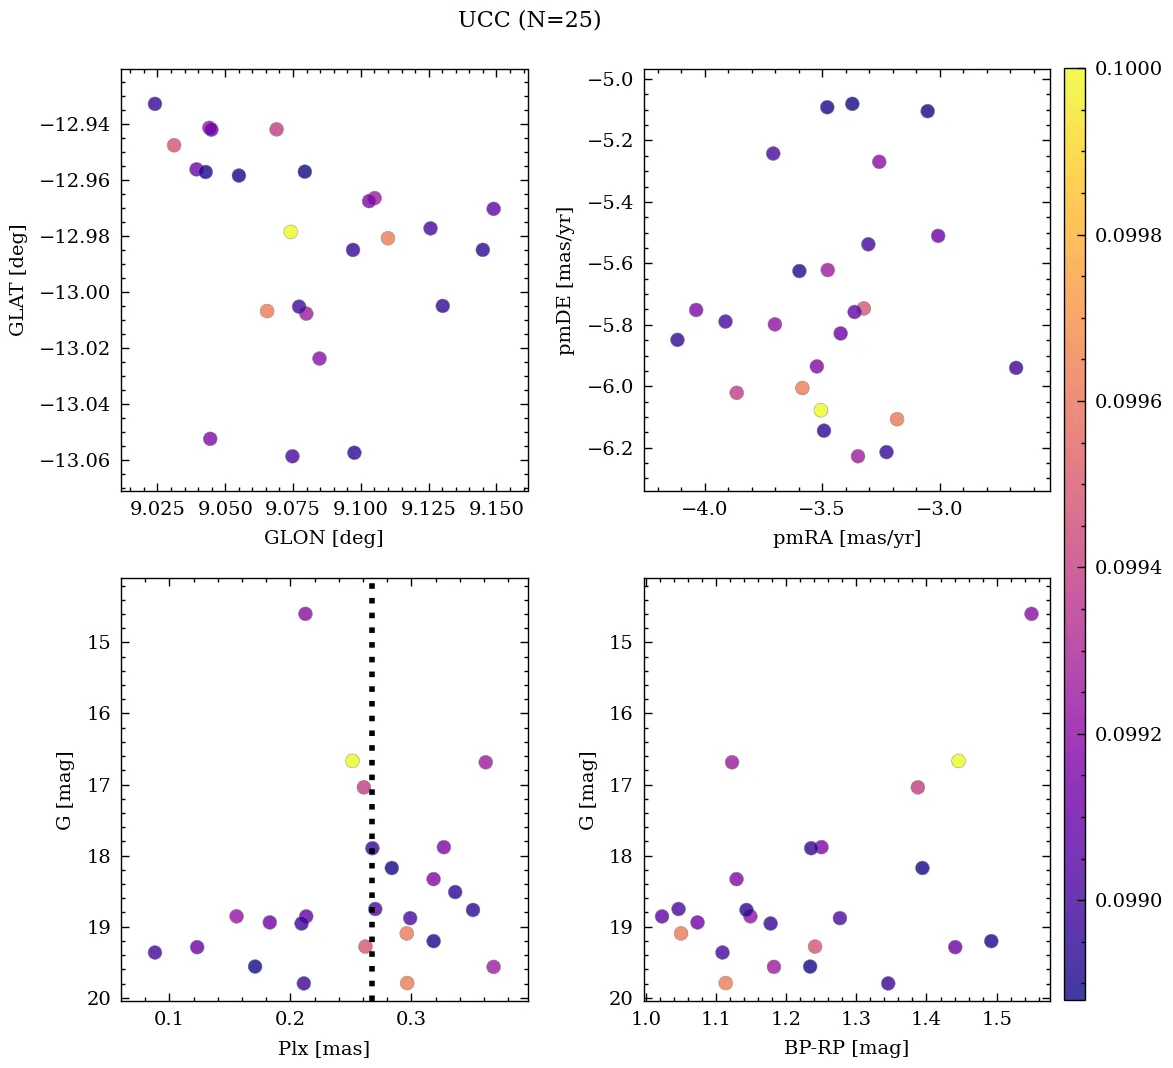 UCC (N=25)
−12.94
−12.96
−12.98
−13.00
−13.02
−13.04
−13.06
GLAT [deg]
9.025 9.050 9.075 9.100 9.125 9.150
GLON [deg]
−5.0
−5.2
−5.4
−5.6
−5.8
−6.0
−6.2
pmDE [mas/yr]
−4.0 −3.5 −3.0
pmRA [mas/yr]
15
16
17
18
19
20
G [mag]
0.1 0.2 0.3
Plx [mas]
15
16
17
18
19
20
G [mag]
1.0 1.1 1.2 1.3 1.4 1.5
BP-RP [mag]
0.1000
0.0998
0.0996
0.0994
0.0992
0.0990